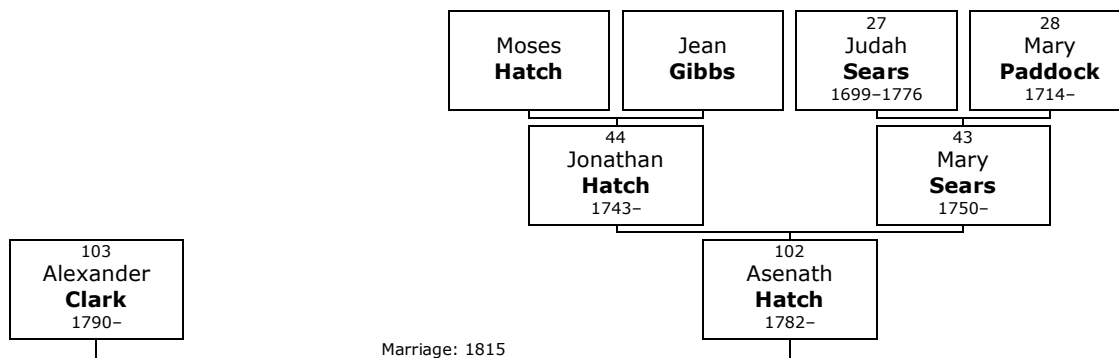 Moses
Hatch
Jean
Gibbs
27
Judah
Sears
1699–1776
28
Mary
Paddock
1714–
44
Jonathan
Hatch
1743–
43
Mary
Sears
1750–
103
Alexander
Clark
1790–
102
Asenath
Hatch
1782–
Marriage: 1815